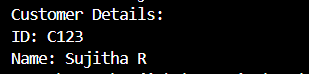 Customer Details:
ID: C123
Name: Sujitha R